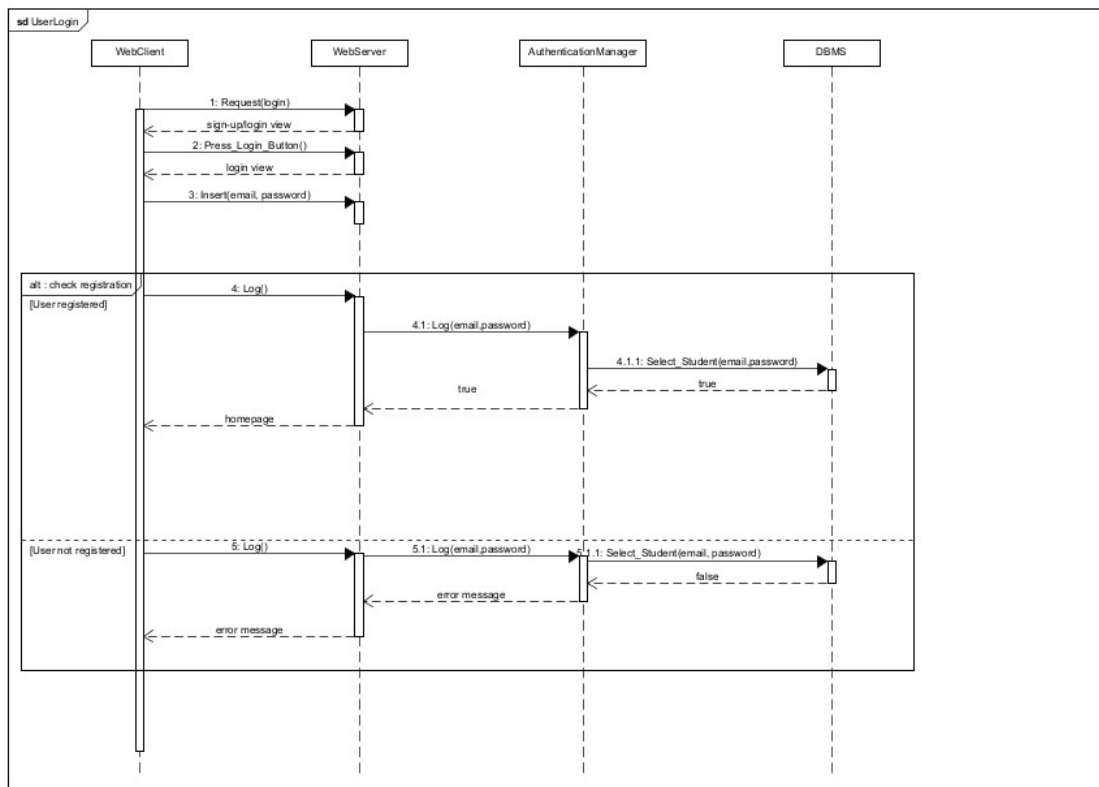 sd UserLogin
WebClient
WebServer
AuthenticationManager
DBMS
1: Request(login)
sign-up/login view
2: Press_Login_Button()
login view
3: Insert(email, password)
alt : check registration
4: Log()
[User registered]
4.1: Log(email,password)
4.1.1: Select_Student(email,password)
true
true
homepage
[User not registered]
5: Log()
5.1: Log(email,password)
5.1.1: Select_Student(email, password)
false
error message
error message